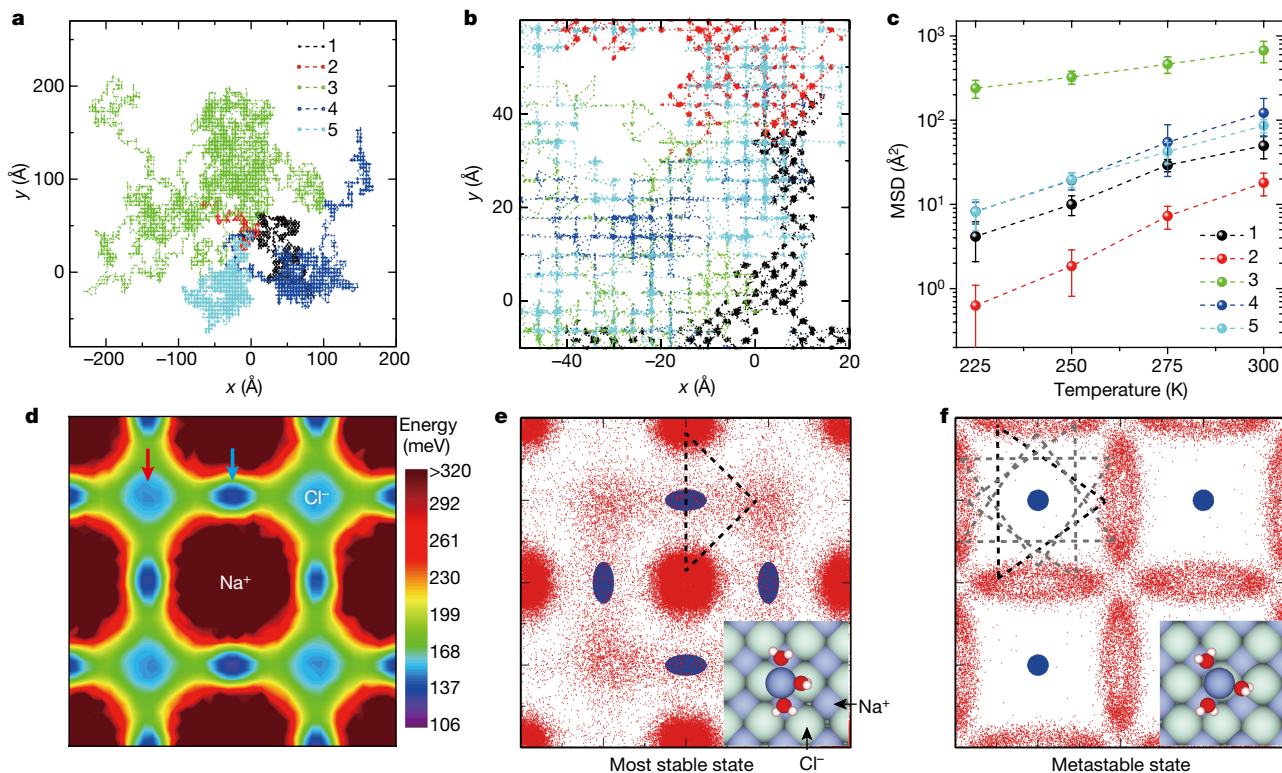 a
1
2
3
4
5
200
100
0
y (Å)
−200
−100
0
100
200
x (Å)
b
40
20
0
y (Å)
−40
−20
0
20
x (Å)
c
10³
10²
10¹
10⁰
MSD (Å²)
1
2
3
4
5
225
250
275
300
Temperature (K)
d
Energy
(meV)
>320
292
261
230
199
168
137
106
Cl⁻
Na⁺
e
Na⁺
Cl⁻
Most stable state
f
Metastable state